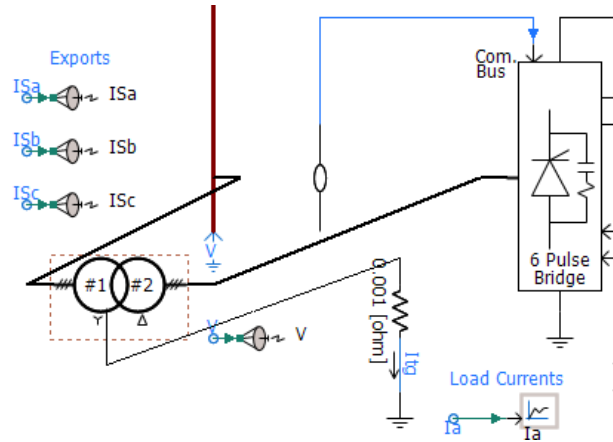 Exports
ISa
ISa
ISb
ISb
ISc
ISc
Com.
Bus
6 Pulse
Bridge
V
#1
#2
Y
Δ
V
V
0.001 [ohm]
Itg
Load Currents
Ia
Ia